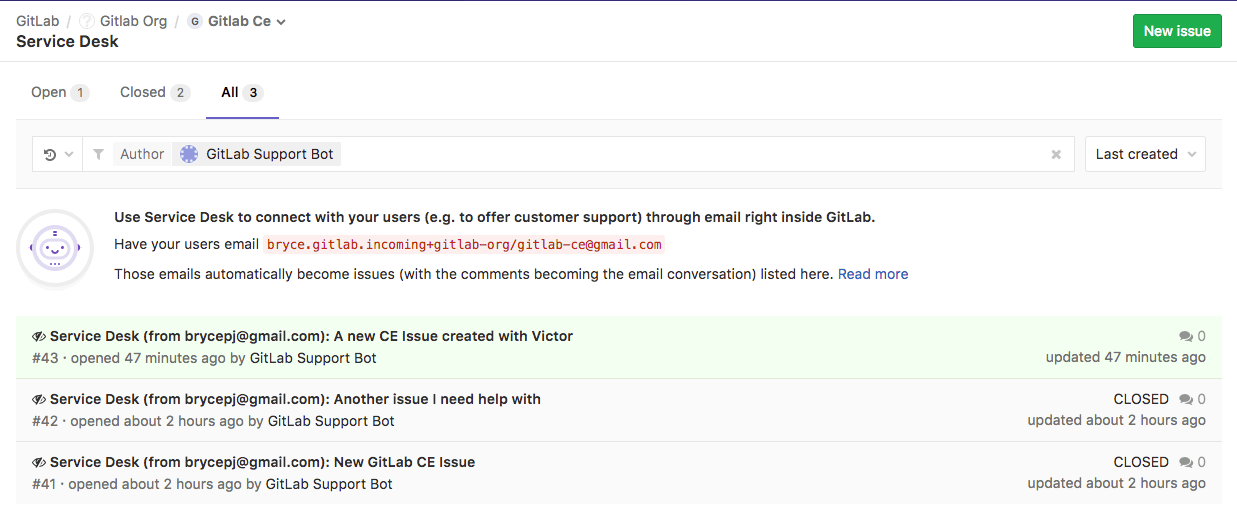 GitLab / Gitlab Org / G Gitlab Ce
Service Desk
New issue
Open 1 Closed 2 All 3
Author GitLab Support Bot Last created
Use Service Desk to connect with your users (e.g. to offer customer support) through email right inside GitLab.
Have your users email bryce.gitlab.incoming+gitlab-org/gitlab-ce@gmail.com
Those emails automatically become issues (with the comments becoming the email conversation) listed here. Read more
Service Desk (from brycepj@gmail.com): A new CE Issue created with Victor 0
#43 · opened 47 minutes ago by GitLab Support Bot updated 47 minutes ago
Service Desk (from brycepj@gmail.com): Another issue I need help with CLOSED 0
#42 · opened about 2 hours ago by GitLab Support Bot updated about 2 hours ago
Service Desk (from brycepj@gmail.com): New GitLab CE Issue CLOSED 0
#41 · opened about 2 hours ago by GitLab Support Bot updated about 2 hours ago